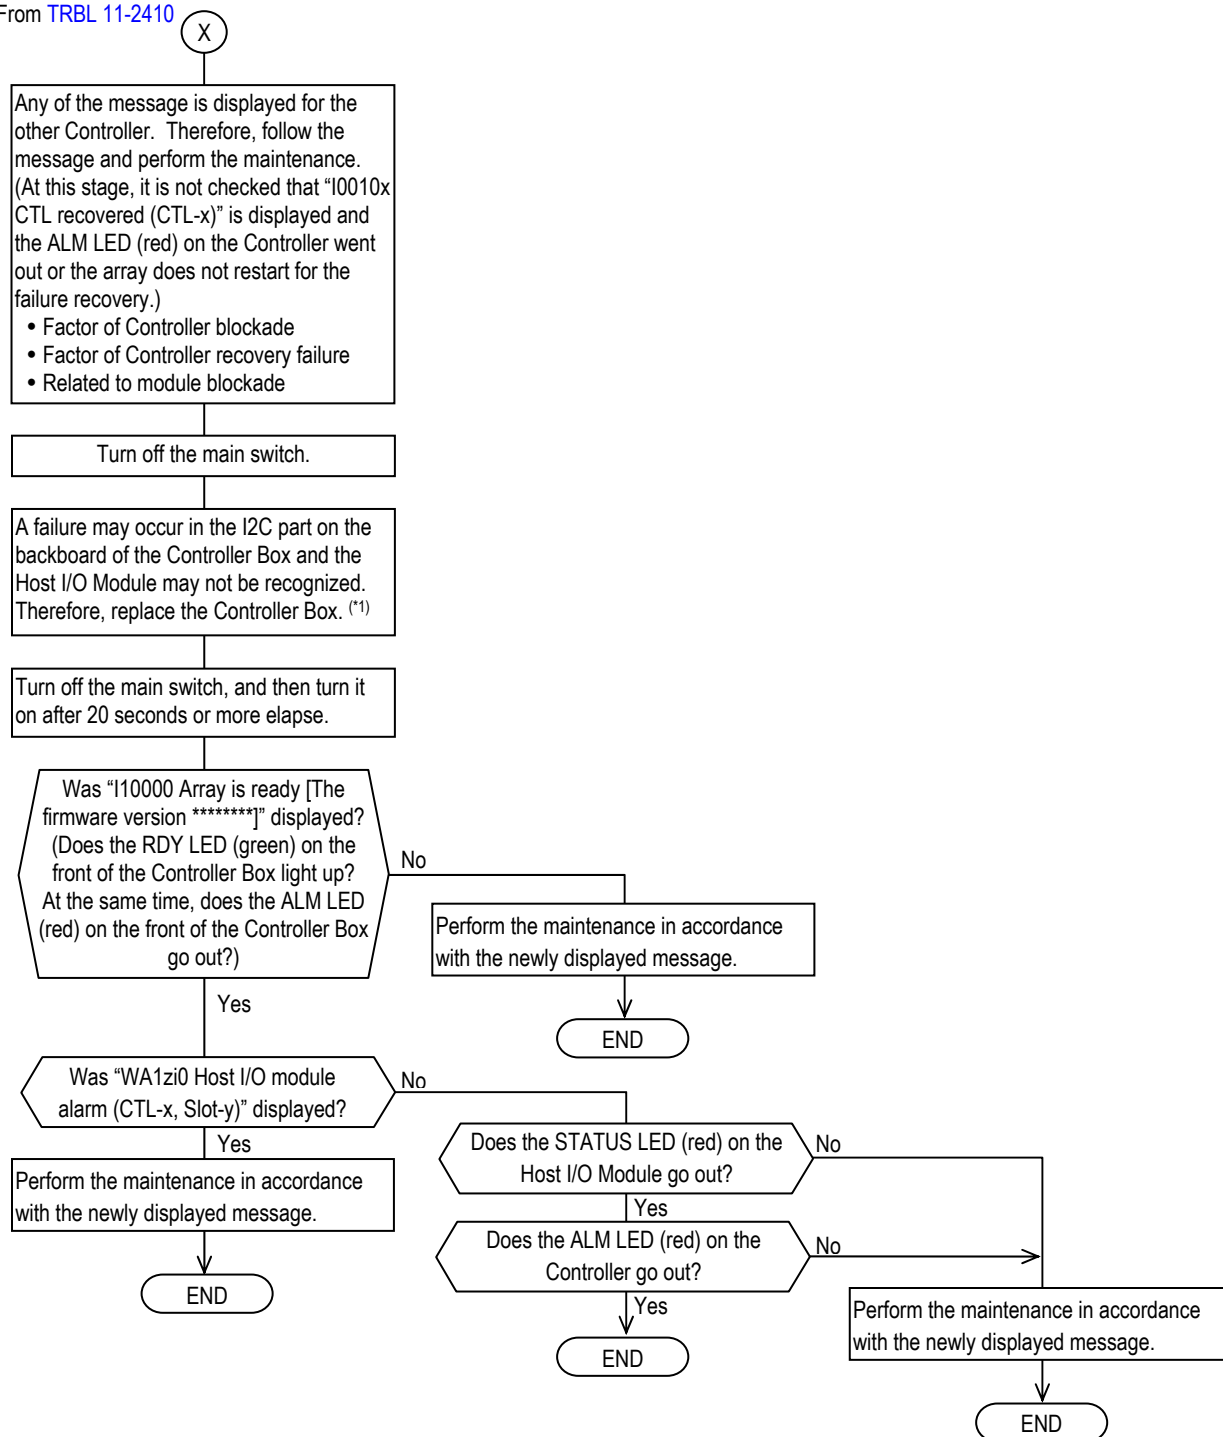 From TRBL 11-2410
X
Any of the message is displayed for the
other Controller.  Therefore, follow the
message and perform the maintenance.
(At this stage, it is not checked that “I0010x
CTL recovered (CTL-x)” is displayed and
the ALM LED (red) on the Controller went
out or the array does not restart for the
failure recovery.)
• Factor of Controller blockade
• Factor of Controller recovery failure
• Related to module blockade
Turn off the main switch.
A failure may occur in the I2C part on the
backboard of the Controller Box and the
Host I/O Module may not be recognized.
Therefore, replace the Controller Box. (*1)
Turn off the main switch, and then turn it
on after 20 seconds or more elapse.
Was “I10000 Array is ready [The
firmware version ********]” displayed?
(Does the RDY LED (green) on the
front of the Controller Box light up?
At the same time, does the ALM LED
(red) on the front of the Controller Box
go out?)
No
Perform the maintenance in accordance
with the newly displayed message.
END
Yes
Was “WA1zi0 Host I/O module
alarm (CTL-x, Slot-y)” displayed?
No
Yes
Perform the maintenance in accordance
with the newly displayed message.
END
Does the STATUS LED (red) on the
Host I/O Module go out?
No
Yes
Does the ALM LED (red) on the
Controller go out?
No
Yes
END
Perform the maintenance in accordance
with the newly displayed message.
END